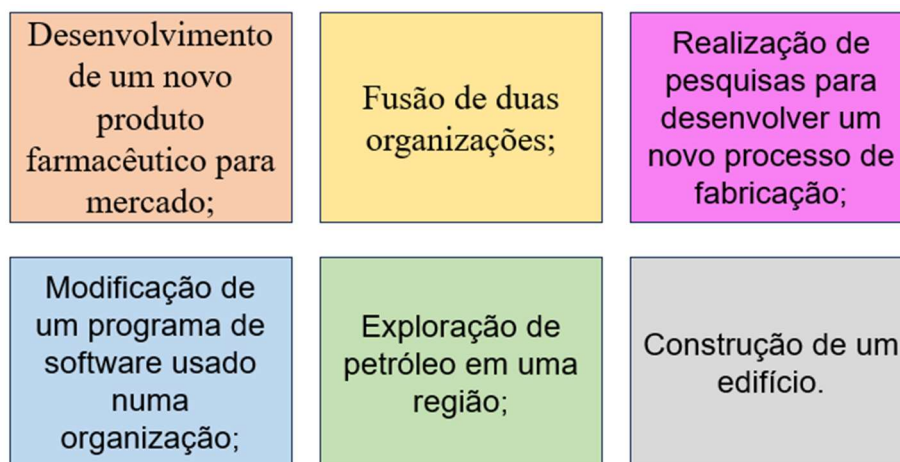 Desenvolvimento
de um novo
produto
farmacêutico para
mercado;
Fusão de duas
organizações;
Realização de
pesquisas para
desenvolver um
novo processo de
fabricação;
Modificação de
um programa de
software usado
numa
organização;
Exploração de
petróleo em uma
região;
Construção de um
edifício.